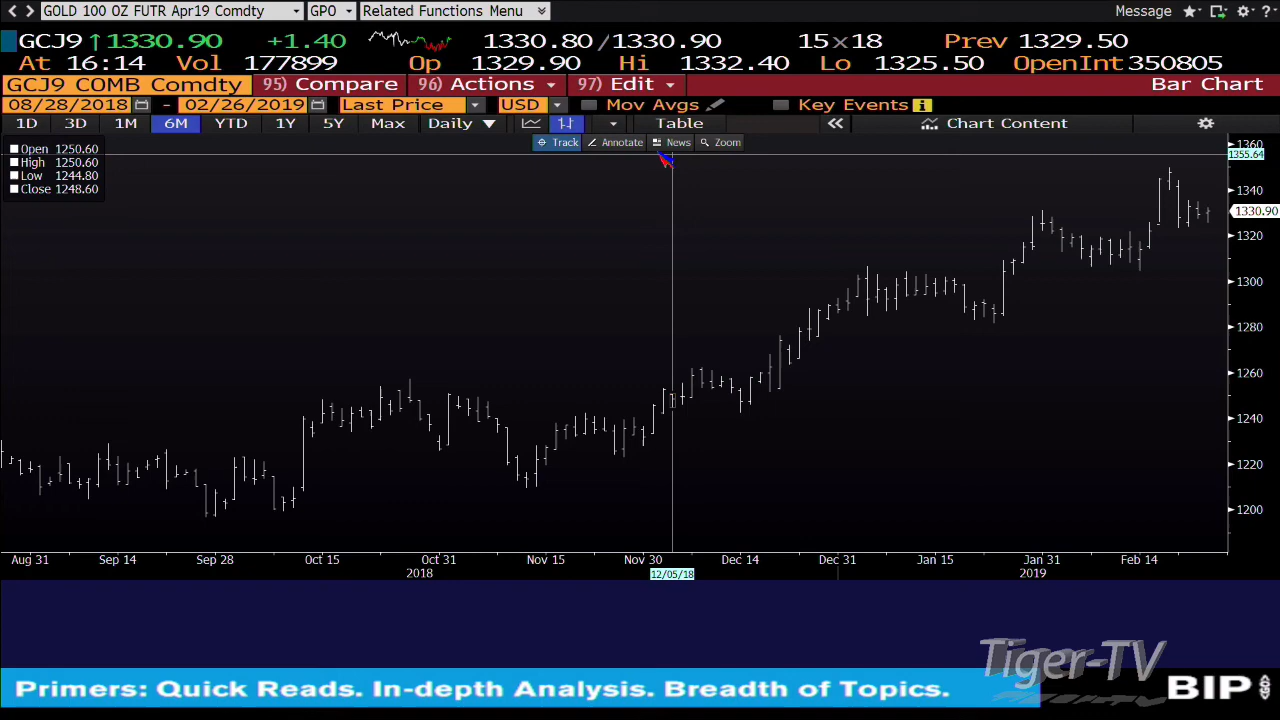 GOLD 100 OZ FUTR Apr19 Comdty GPO Related Functions Menu Message
GCJ9 ↑1330.90 +1.40 1330.80/1330.90 15x18 Prev 1329.50
At 16:14 Vol 177899 Op 1329.90 Hi 1332.40 Lo 1325.50 OpenInt 350805
GCJ9 COMB Comdty 95) Compare 96) Actions 97) Edit Bar Chart
08/28/2018 - 02/26/2019 Last Price USD Mov Avgs Key Events
1D 3D 1M 6M YTD 1Y 5Y Max Daily Table Chart Content
Track Annotate News Zoom
Open 1250.60
High 1250.60
Low 1244.80
Close 1248.60
1360
1355.64
1340
1330.90
1320
1300
1280
1260
1240
1220
1200
Aug 31 Sep 14 Sep 28 Oct 15 Oct 31 Nov 15 Nov 30 Dec 14 Dec 31 Jan 15 Jan 31 Feb 14
2018 12/05/18 2019
Tiger-TV
Primers: Quick Reads. In-depth Analysis. Breadth of Topics.
BIP